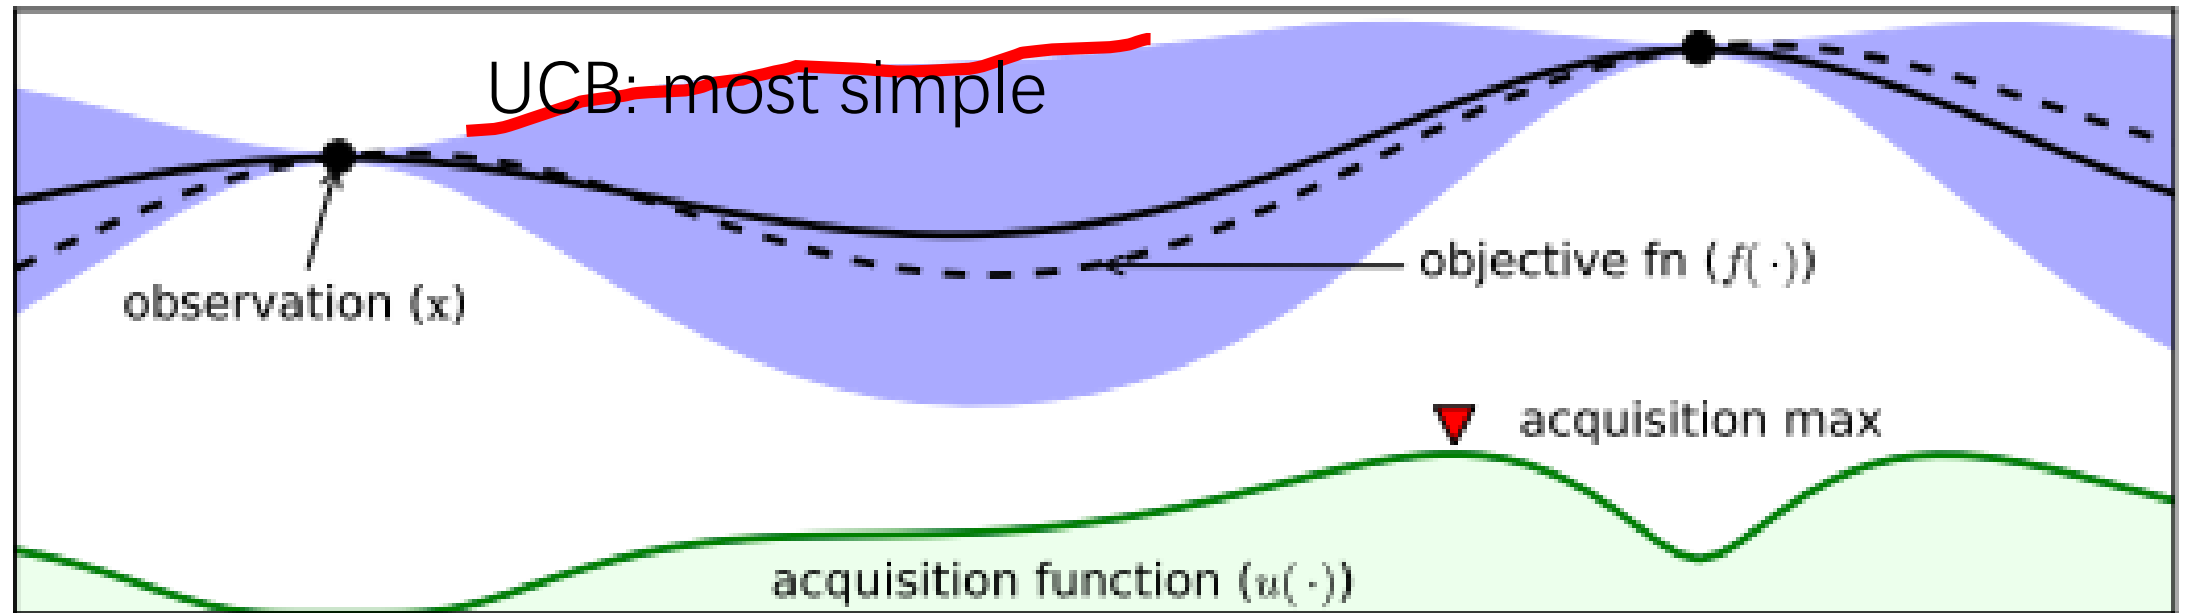 UCB: most simple
objective fn (f(·))
observation (x)
acquisition max
acquisition function (u(·))